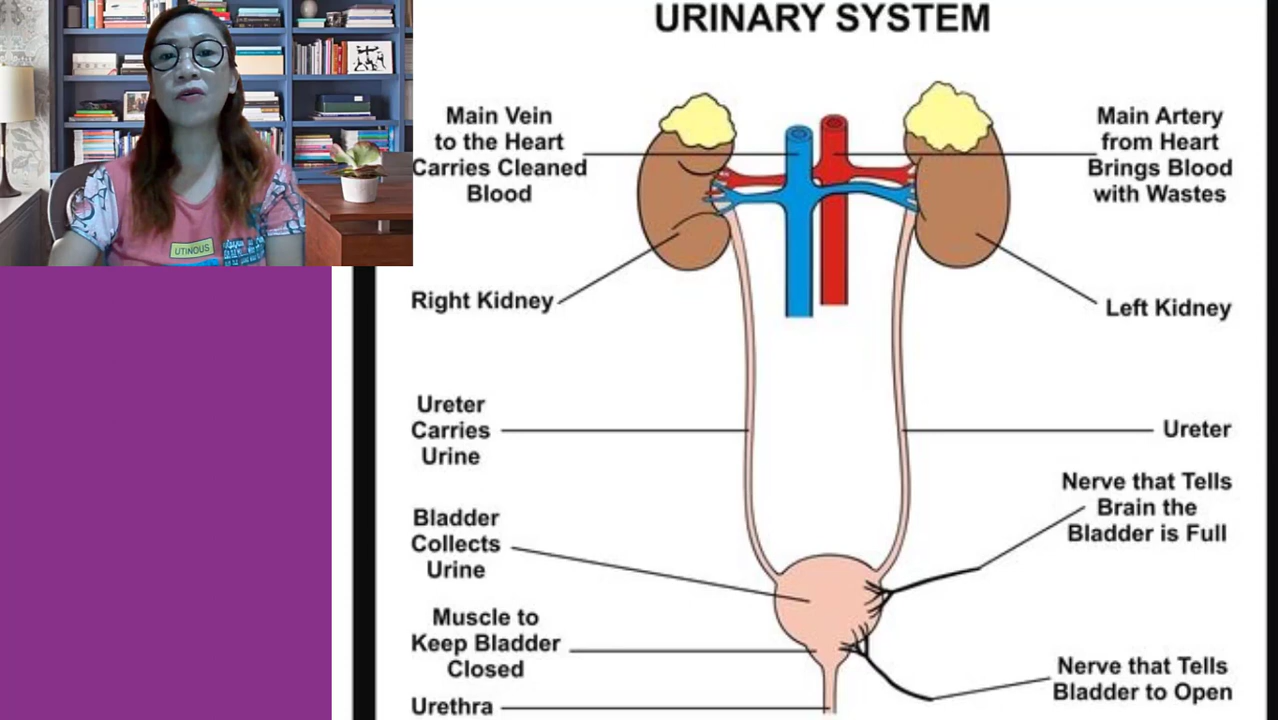 URINARY SYSTEM
Main Vein
to the Heart
Carries Cleaned
Blood
Main Artery
from Heart
Brings Blood
with Wastes
Right Kidney
Left Kidney
Ureter
Carries
Urine
Ureter
Nerve that Tells
Brain the
Bladder is Full
Bladder
Collects
Urine
Muscle to
Keep Bladder
Closed
Nerve that Tells
Bladder to Open
Urethra
UTINOUS